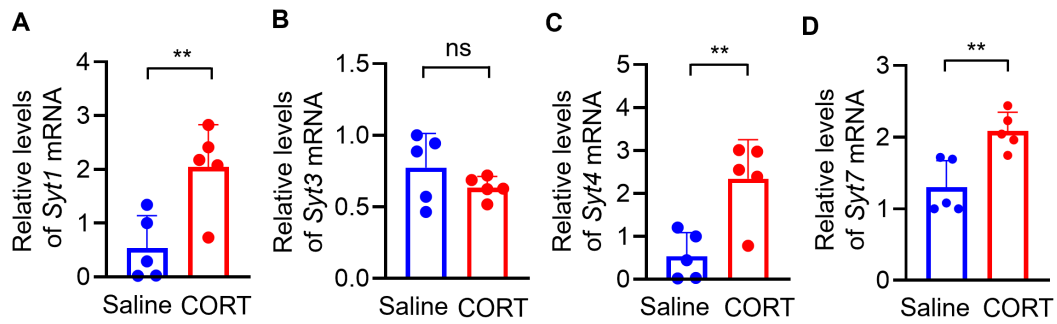 A
Relative levels
of Syt1 mRNA
4
3
2
1
0
**
Saline CORT
B
Relative levels
of Syt3 mRNA
1.5
1.0
0.5
0.0
ns
Saline CORT
C
Relative levels
of Syt4 mRNA
5
4
3
2
1
0
**
Saline CORT
D
Relative levels
of Syt7 mRNA
3
2
1
0
**
Saline CORT